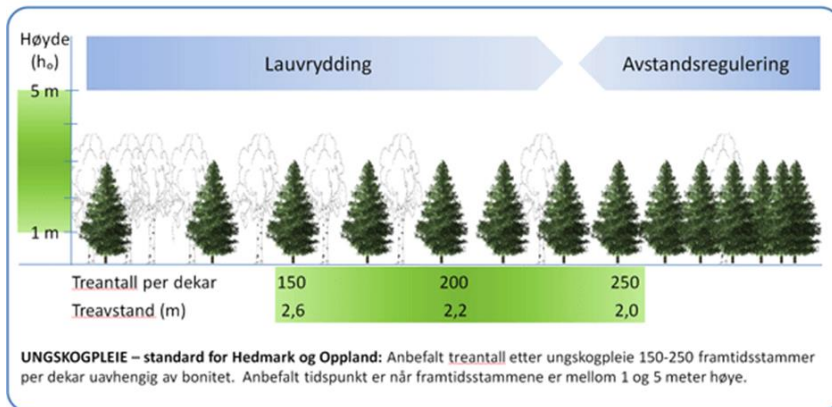 Høyde
(hₒ)
Lauvrydding
Avstandsregulering
5 m
1 m
Treantall per dekar 150 200 250
Treavstand (m) 2,6 2,2 2,0
UNGSKOGPLEIE – standard for Hedmark og Oppland: Anbefalt treantall etter ungskogpleie 150-250 framtidsstammer
per dekar uavhengig av bonitet. Anbefalt tidspunkt er når framtidsstammene er mellom 1 og 5 meter høye.